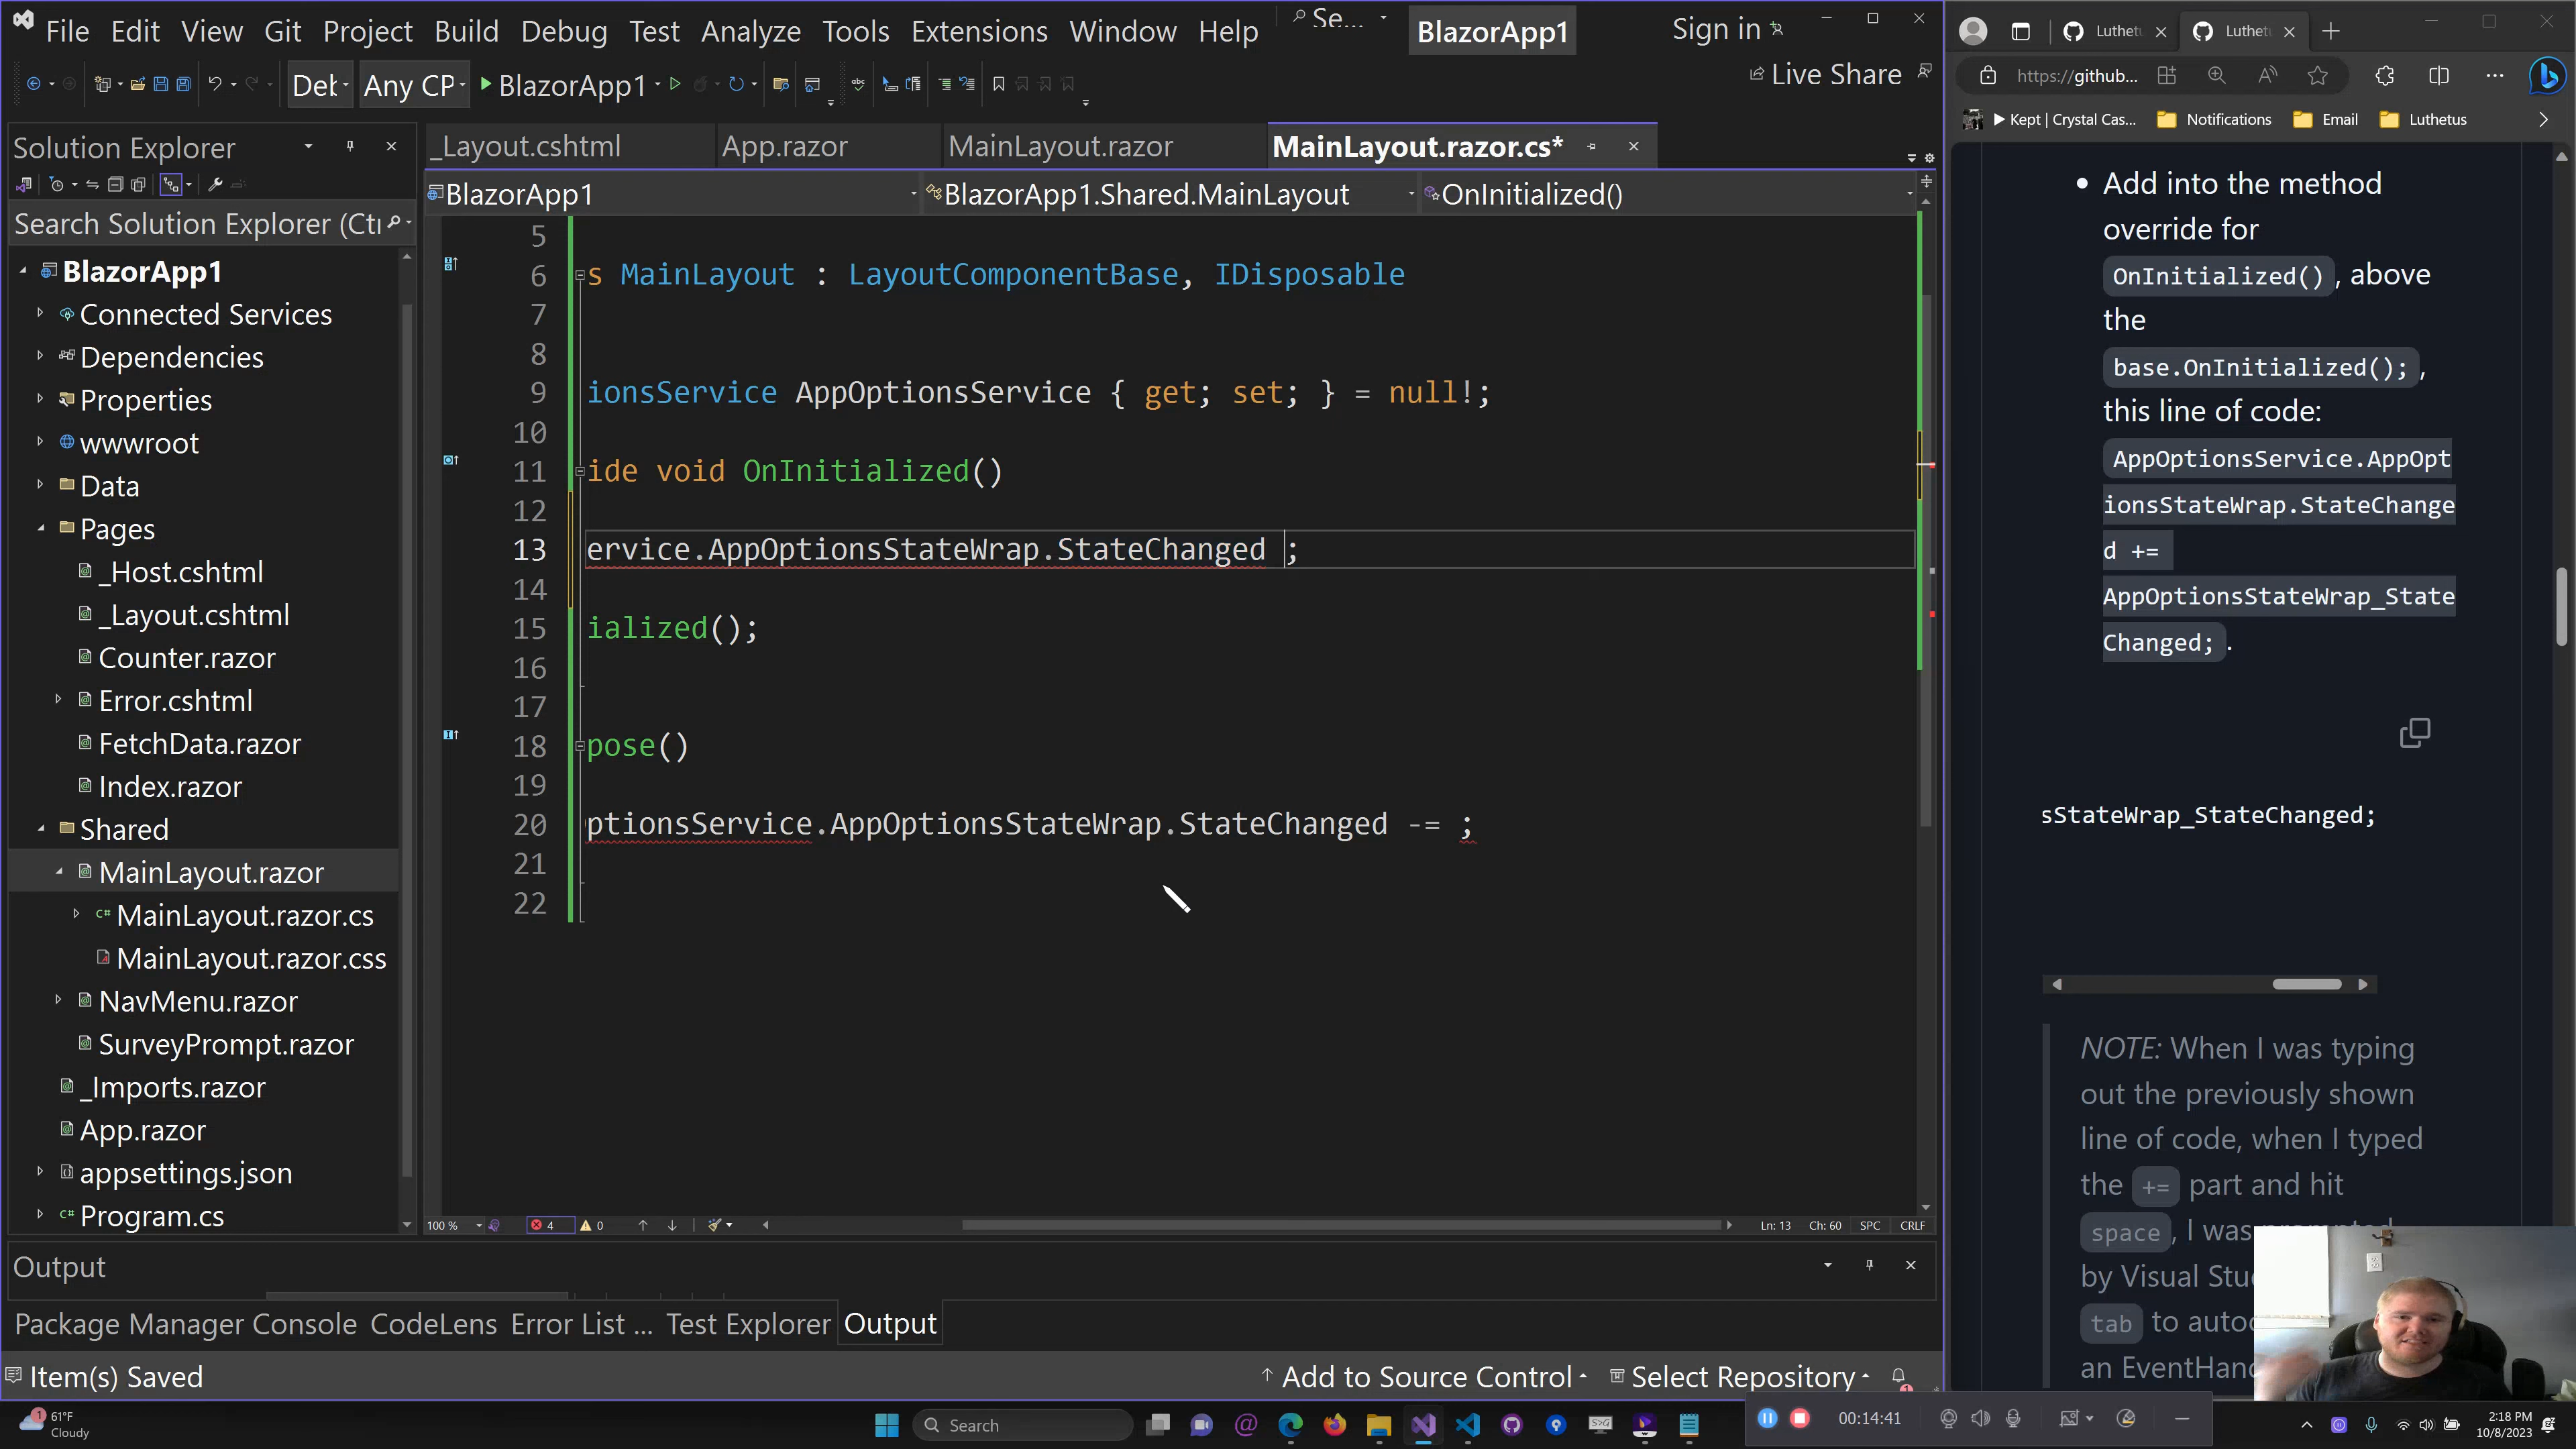 File Edit View Git Project Build Debug Test Analyze Tools Extensions Window Help Se... BlazorApp1 Sign in
Deb Any CP BlazorApp1 Live Share
Solution Explorer
Search Solution Explorer (Ctr
BlazorApp1
Connected Services
Dependencies
Properties
wwwroot
Data
Pages
_Host.cshtml
_Layout.cshtml
Counter.razor
Error.cshtml
FetchData.razor
Index.razor
Shared
MainLayout.razor
MainLayout.razor.cs
MainLayout.razor.css
NavMenu.razor
SurveyPrompt.razor
_Imports.razor
App.razor
appsettings.json
Program.cs
_Layout.cshtml App.razor MainLayout.razor MainLayout.razor.cs*
BlazorApp1 BlazorApp1.Shared.MainLayout OnInitialized()
5
6 s MainLayout : LayoutComponentBase, IDisposable
7
8
9 ionsService AppOptionsService { get; set; } = null!;
10
11 ide void OnInitialized()
12
13 ervice.AppOptionsStateWrap.StateChanged ;
14
15 ialized();
16
17
18 pose()
19
20 ptionsService.AppOptionsStateWrap.StateChanged -= ;
21
22
100 % 4 0 Ln: 13 Ch: 60 SPC CRLF
Output
Package Manager Console CodeLens Error List ... Test Explorer Output
Item(s) Saved Add to Source Control Select Repository 1
Luthetu Luthetu
https://github...
Kept | Crystal Cas... Notifications Email Luthetus
• Add into the method
override for
OnInitialized(), above
the
base.OnInitialized();,
this line of code:
AppOptionsService.AppOpt
ionsStateWrap.StateChange
d +=
AppOptionsStateWrap_State
Changed; .
sStateWrap_StateChanged;
NOTE: When I was typing
out the previously shown
line of code, when I typed
the += part and hit
space, I was prompted
by Visual Stu
tab to auto
an EventHan
1 61°F
Cloudy
Search
00:14:41
2:18 PM
10/8/2023